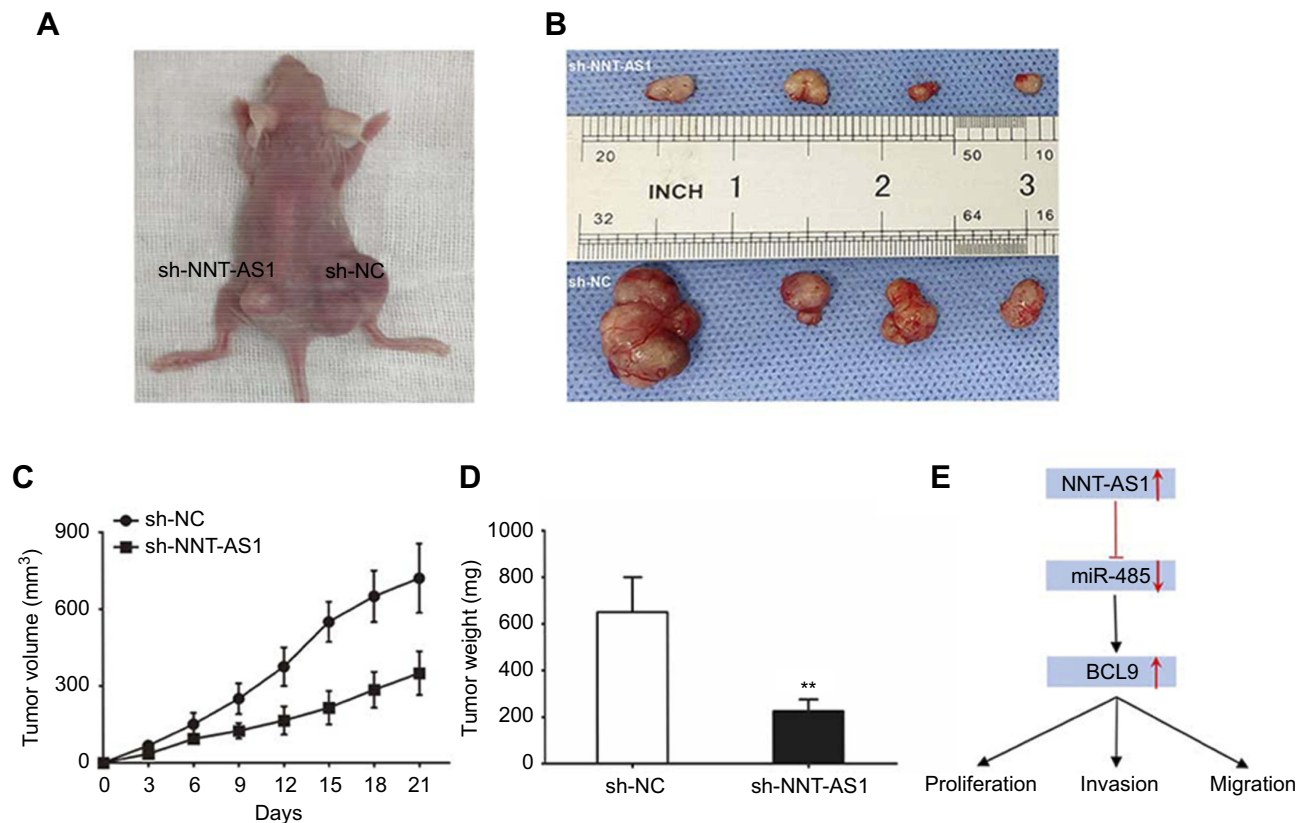 A
sh-NNT-AS1
sh-NC
B
sh-NNT-AS1
20
50
10
INCH
1
2
3
32
64
16
sh-NC
C
sh-NC
sh-NNT-AS1
Tumor volume (mm³)
900
600
300
0
0 3 6 9 12 15 18 21
Days
D
Tumor weight (mg)
1000
800
600
400
200
0
**
sh-NC
sh-NNT-AS1
E
NNT-AS1
miR-485
BCL9
Proliferation
Invasion
Migration